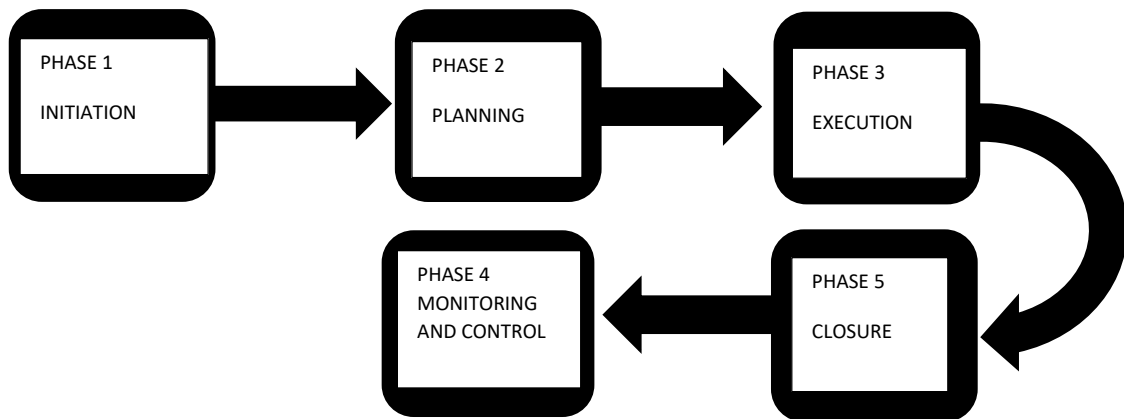 PHASE 1
INITIATION
PHASE 2
PLANNING
PHASE 3
EXECUTION
PHASE 4
MONITORING
AND CONTROL
PHASE 5
CLOSURE